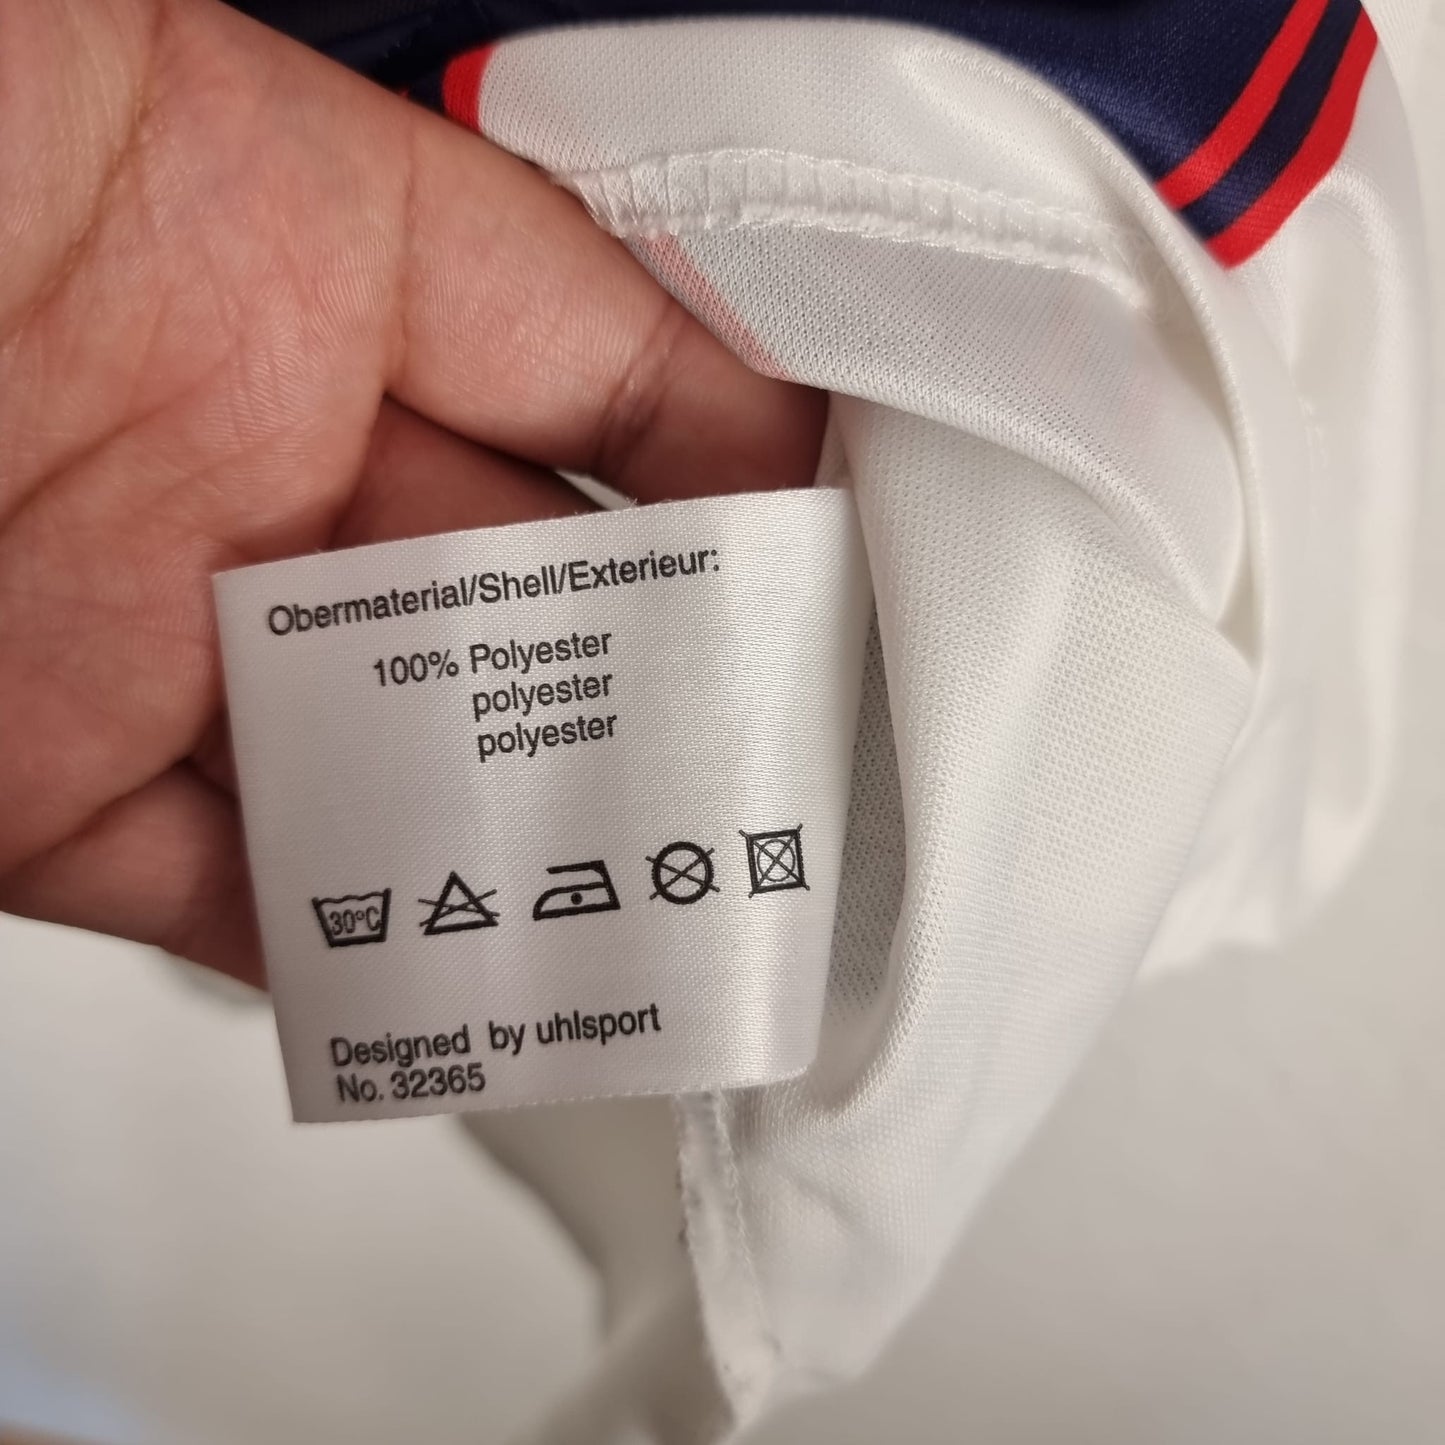 Obermaterial/Shell/Exterieur:
100% Polyester
polyester
polyester
30°C
Designed by uhlsport
No. 32365